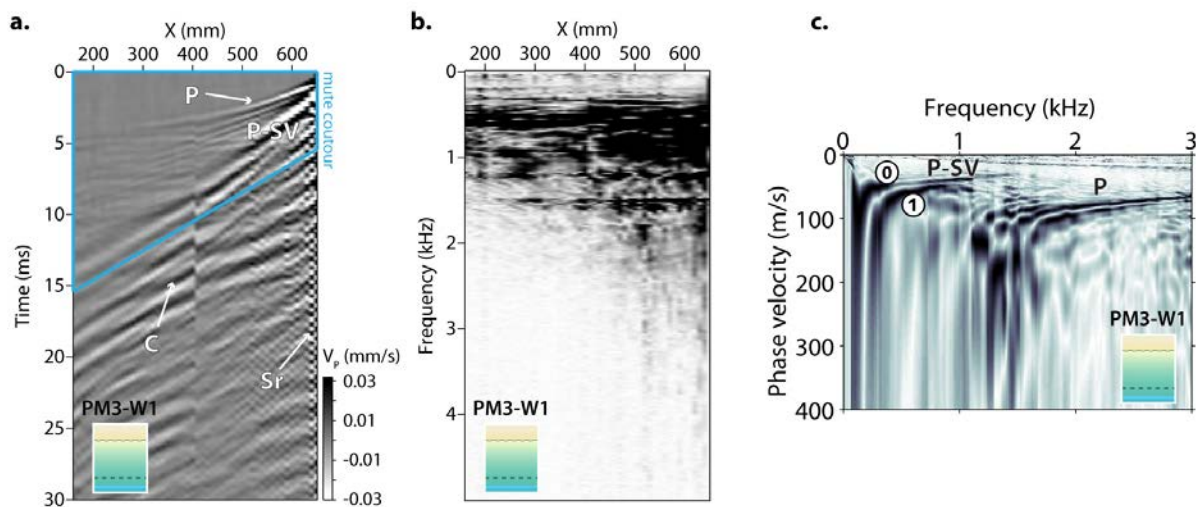 a.
X (mm)
200 300 400 500 600
0
5
10
15
20
25
30
Time (ms)
P
P-SV
mute coutour
C
Sr
V_P (mm/s)
0.03
0.01
-0.01
-0.03
PM3-W1
b.
X (mm)
200 300 400 500 600
0
1
2
3
4
Frequency (kHz)
PM3-W1
c.
Frequency (kHz)
0 1 2 3
0
100
200
300
400
Phase velocity (m/s)
0
P-SV
1
P
PM3-W1